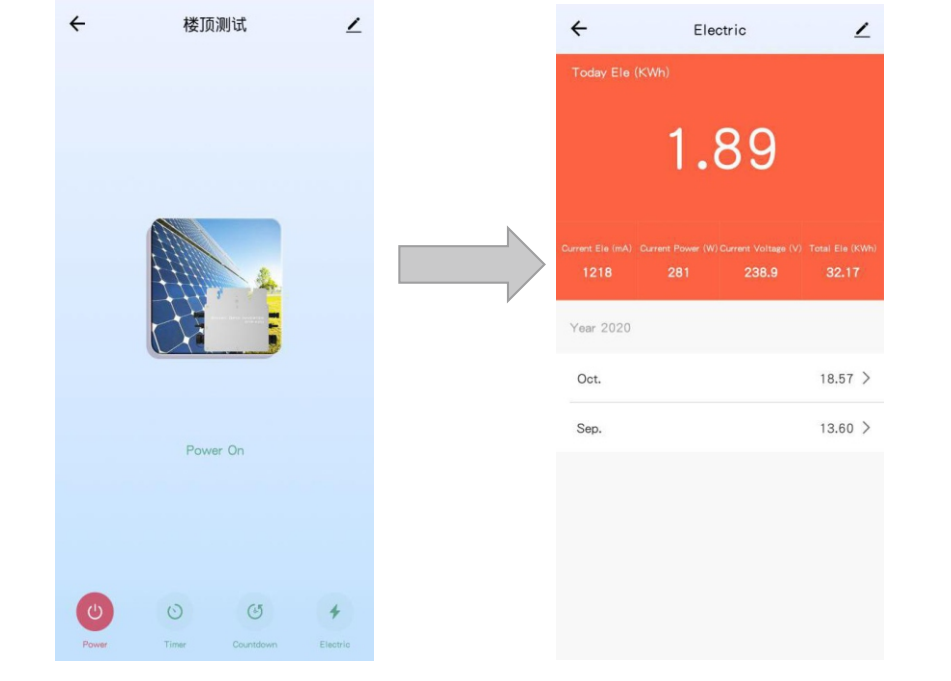 楼顶测试
Power On
Power Timer Countdown Electric
Electric
Today Ele (KWh)
1.89
Current Ele (mA) Current Power (W) Current Voltage (V) Total Ele (KWh)
1218 281 238.9 32.17
Year 2020
Oct. 18.57
Sep. 13.60